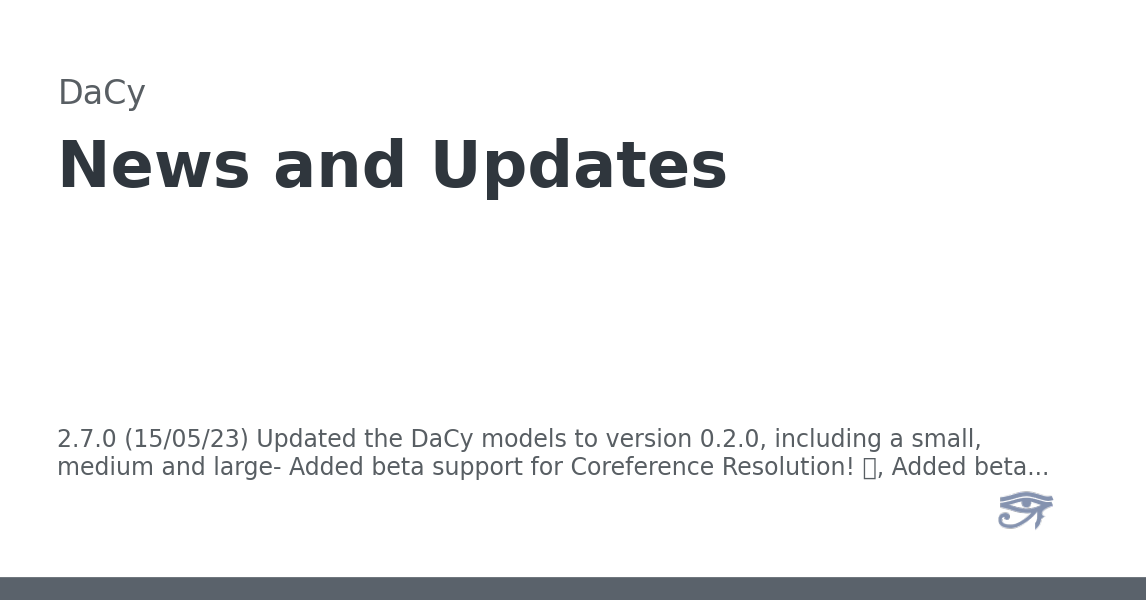 DaCy
News and Updates
2.7.0 (15/05/23) Updated the DaCy models to version 0.2.0, including a small,
medium and large- Added beta support for Coreference Resolution! ▯, Added beta...